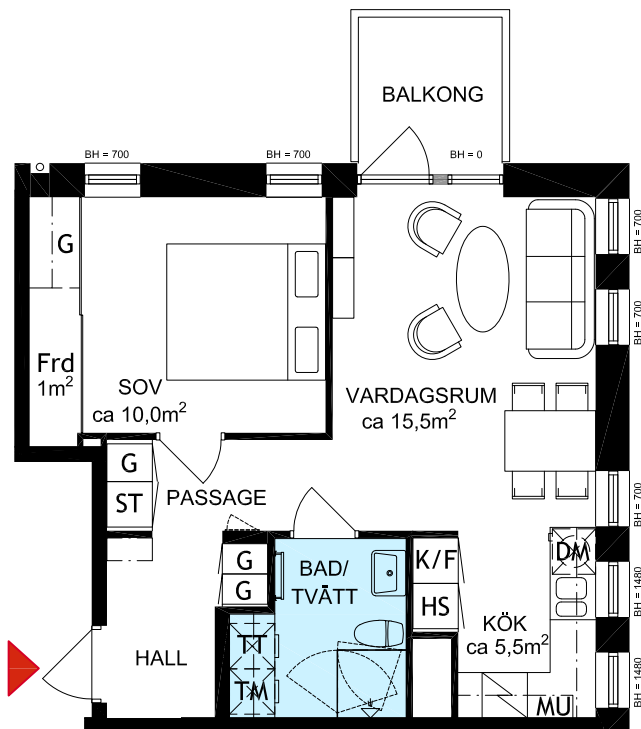 BALKONG
BH = 700
BH = 700
BH = 0
BH = 700
G
BH = 700
Frd
1m²
SOV
ca 10,0m²
VARDAGSRUM
ca 15,5m²
G
ST
PASSAGE
BH = 700
G
G
BAD/
TVÄTT
K/F
HS
DM
BH = 1480
KÖK
ca 5,5m²
HALL
TT
TM
MU
BH = 1480